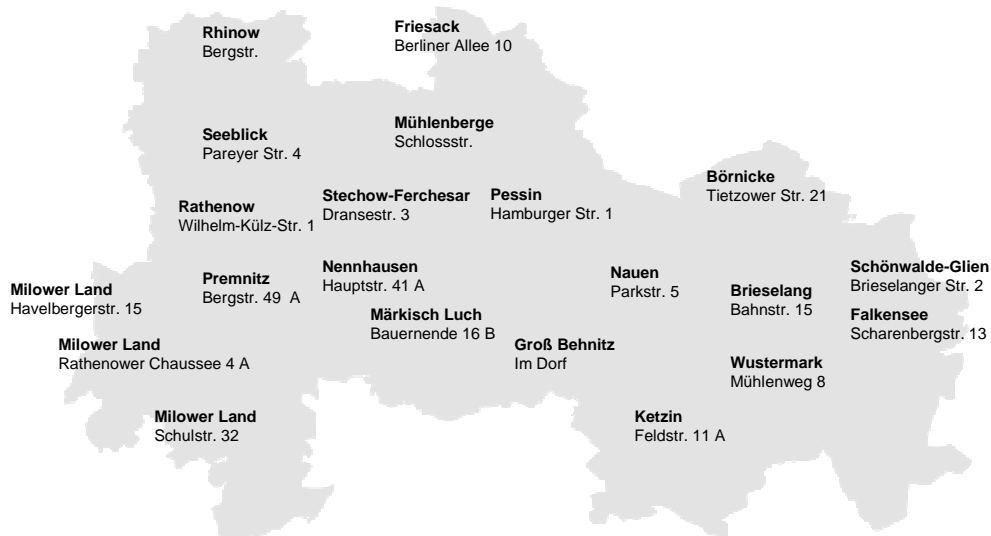 Rhinow
Bergstr.
Friesack
Berliner Allee 10
Mühlenberge
Schlossstr.
Seeblick
Pareyer Str. 4
Börnicke
Tietzower Str. 21
Rathenow
Wilhelm-Külz-Str. 1
Stechow-Ferchesar
Dransestr. 3
Pessin
Hamburger Str. 1
Milower Land
Havelbergerstr. 15
Premnitz
Bergstr. 49  A
Nennhausen
Hauptstr. 41 A
Nauen
Parkstr. 5
Brieselang
Bahnstr. 15
Schönwalde-Glien
Brieselanger Str. 2
Falkensee
Scharenbergstr. 13
Märkisch Luch
Bauernende 16 B
Milower Land
Rathenower Chaussee 4 A
Groß Behnitz
Im Dorf
Wustermark
Mühlenweg 8
Milower Land
Schulstr. 32
Ketzin
Feldstr. 11 A